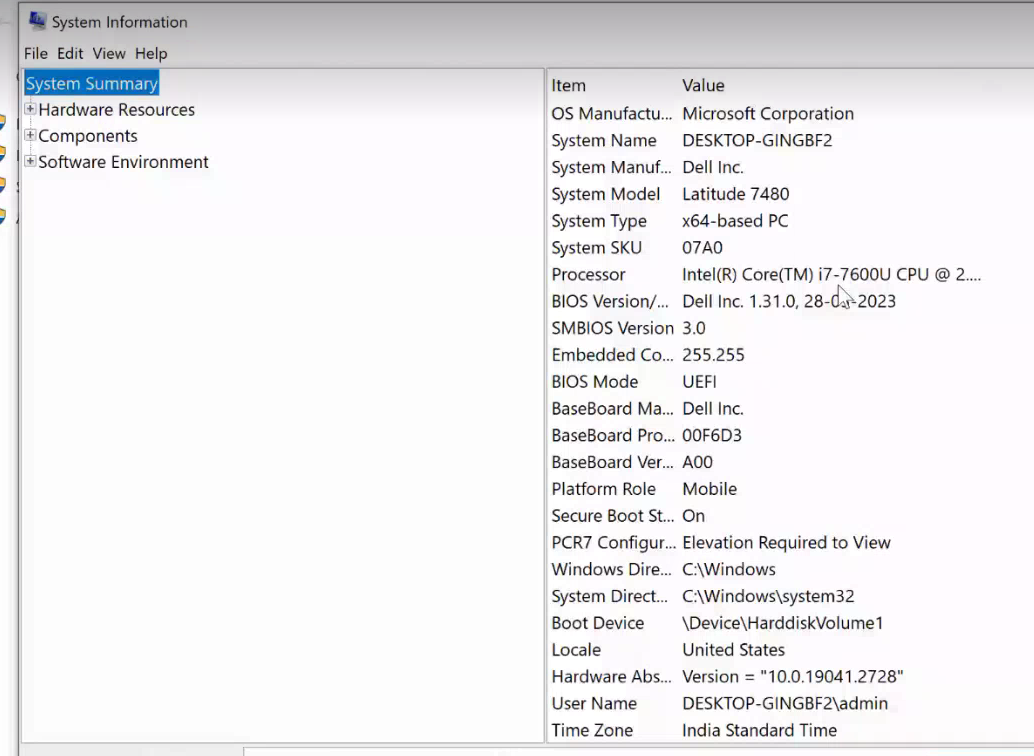 System Information
File Edit View Help
System Summary
Hardware Resources
Components
Software Environment
Item Value
OS Manufactu... Microsoft Corporation
System Name DESKTOP-GINGBF2
System Manuf... Dell Inc.
System Model Latitude 7480
System Type x64-based PC
System SKU 07A0
Processor Intel(R) Core(TM) i7-7600U CPU @ 2....
BIOS Version/... Dell Inc. 1.31.0,
SMBIOS Version 3.0
Embedded Co... 255.255
BIOS Mode UEFI
BaseBoard Ma... Dell Inc.
BaseBoard Pro... 00F6D3
BaseBoard Ver... A00
Platform Role Mobile
Secure Boot St... On
PCR7 Configur... Elevation Required to View
Windows Dire... C:\Windows
System Direct... C:\Windows\system32
Boot Device \Device\HarddiskVolume1
Locale United States
Hardware Abs... Version = "10.0.19041.2728"
User Name DESKTOP-GINGBF2\admin
Time Zone India Standard Time